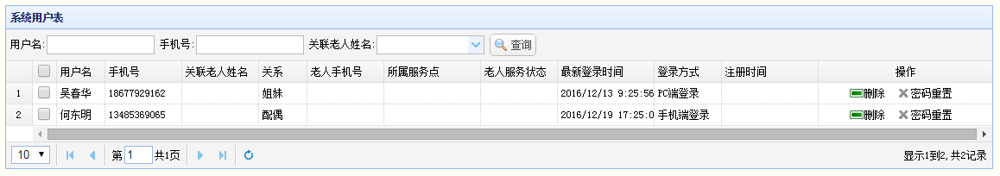 系统用户表
用户名: 手机号: 关联老人姓名: 查询
用户名 手机号 关联老人姓名 关系 老人手机号 所属服务点 老人服务状态 最新登录时间 登录方式 注册时间 操作
1 吴春华 18677929162 姐妹 2016/12/13 9:25:56 PC端登录 删除 密码重置
2 何东明 13485369065 配偶 2016/12/19 17:25:0 手机端登录 删除 密码重置
10 第 1 共1页 显示1到2,共2记录